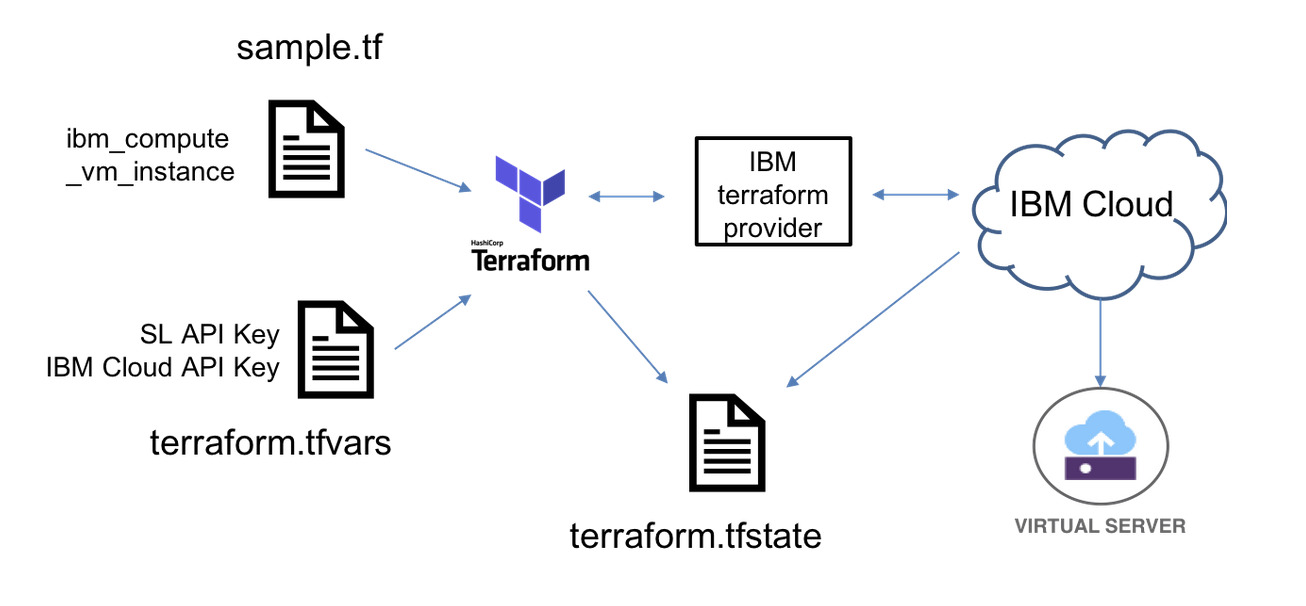 sample.tf
ibm_compute
_vm_instance
HashiCorp
Terraform
IBM
terraform
provider
IBM Cloud
SL API Key
IBM Cloud API Key
terraform.tfvars
terraform.tfstate
VIRTUAL SERVER